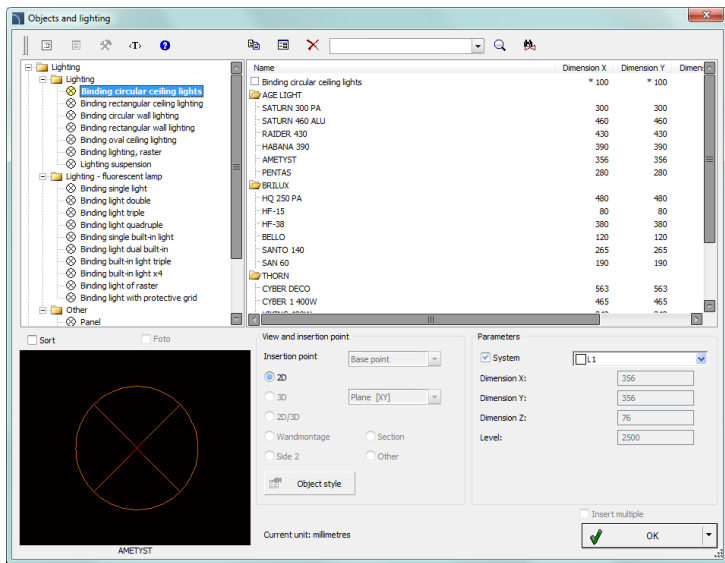 Objects and lighting
‹T›
Lighting
Lighting
Binding circular ceiling lights
Binding rectangular ceiling lighting
Binding circular wall lighting
Binding rectangular wall lighting
Binding oval ceiling lighting
Binding lighting, raster
Lighting suspension
Lighting - fluorescent lamp
Binding single light
Binding light double
Binding light triple
Binding light quadruple
Binding single built-in light
Binding light dual built-in
Binding built-in light triple
Binding built-in light x4
Binding light of raster
Binding light with protective grid
Other
Panel
Name Dimension X Dimension Y Dimens
Binding circular ceiling lights * 100 * 100
AGE LIGHT
SATURN 300 PA 300 300
SATURN 460 ALU 460 460
RAIDER 430 430 430
HABANA 390 390 390
AMETYST 356 356
PENTAS 280 280
BRILUX
HQ 250 PA 480 480
HF-15 80 80
HF-38 380 380
BELLO 120 120
SANTO 140 265 265
SAN 60 190 190
THORN
CYBER DECO 563 563
CYBER 1 400W 465 465
Sort Foto
AMETYST
View and insertion point
Insertion point Base point
2D
3D Plane [XY]
2D/3D
Wandmontage Section
Side 2 Other
Object style
Current unit: millimetres
Parameters
System L1
Dimension X: 356
Dimension Y: 356
Dimension Z: 76
Level: 2500
Insert multiple
OK